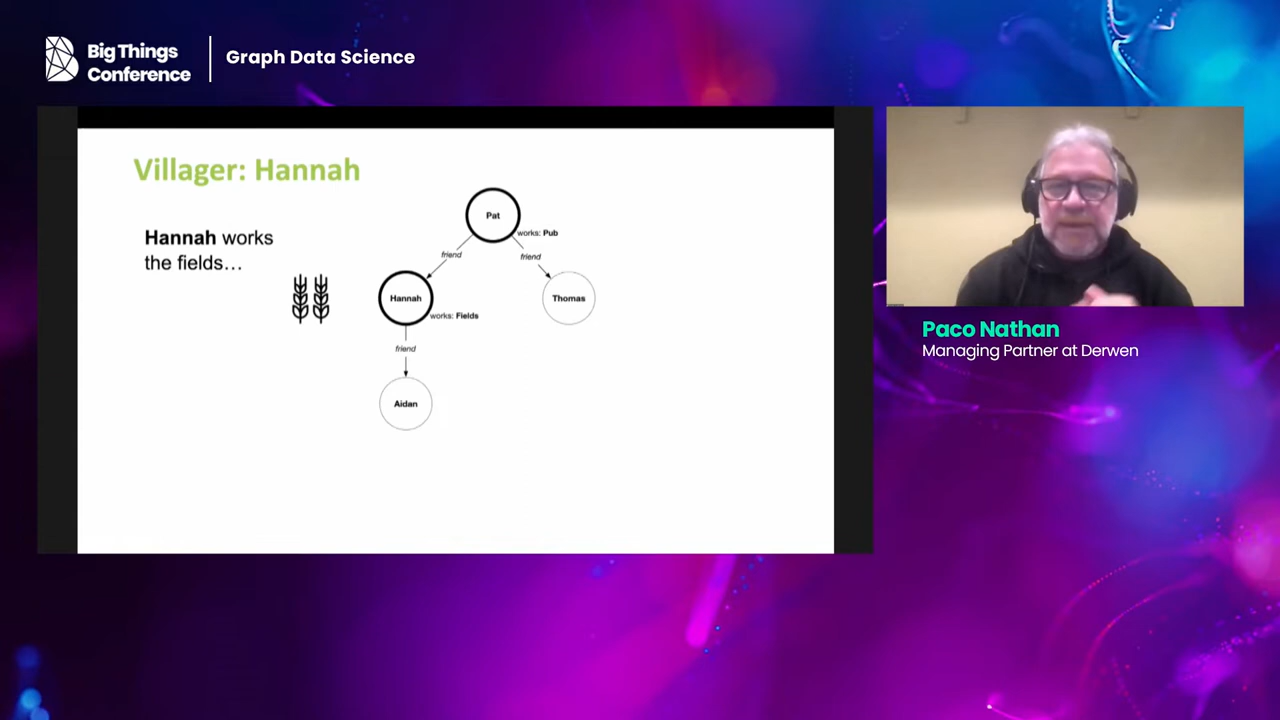 Big Things
Conference
Graph Data Science
Villager: Hannah
Hannah works
the fields…
Pat
works: Pub
friend
friend
Hannah
Thomas
works: Fields
friend
Aidan
Paco Nathan
Managing Partner at Derwen